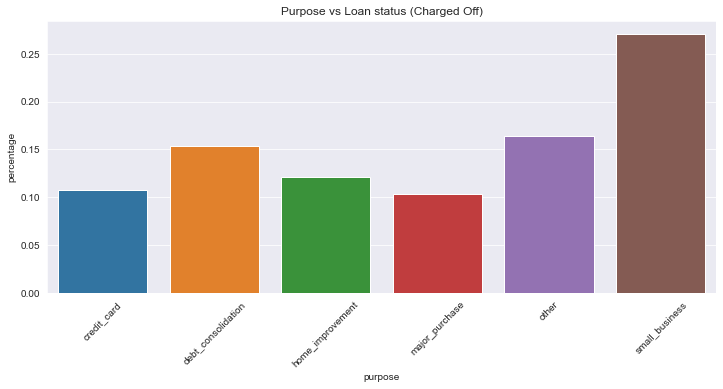 Purpose vs Loan status (Charged Off)
percentage
0.25
0.20
0.15
0.10
0.05
0.00
credit_card
debt_consolidation
home_improvement
major_purchase
other
small_business
purpose